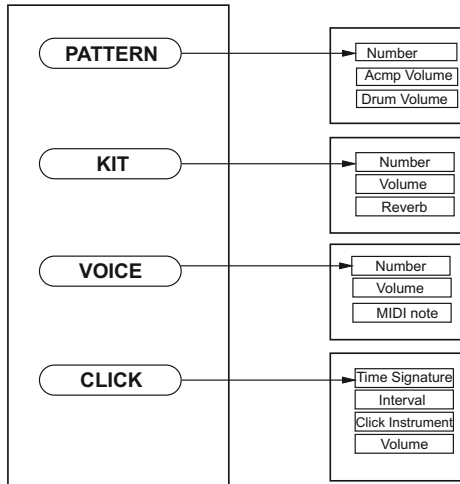 PATTERN
Number
Acmp Volume
Drum Volume
KIT
Number
Volume
Reverb
VOICE
Number
Volume
MIDI note
CLICK
Time Signature
Interval
Click Instrument
Volume